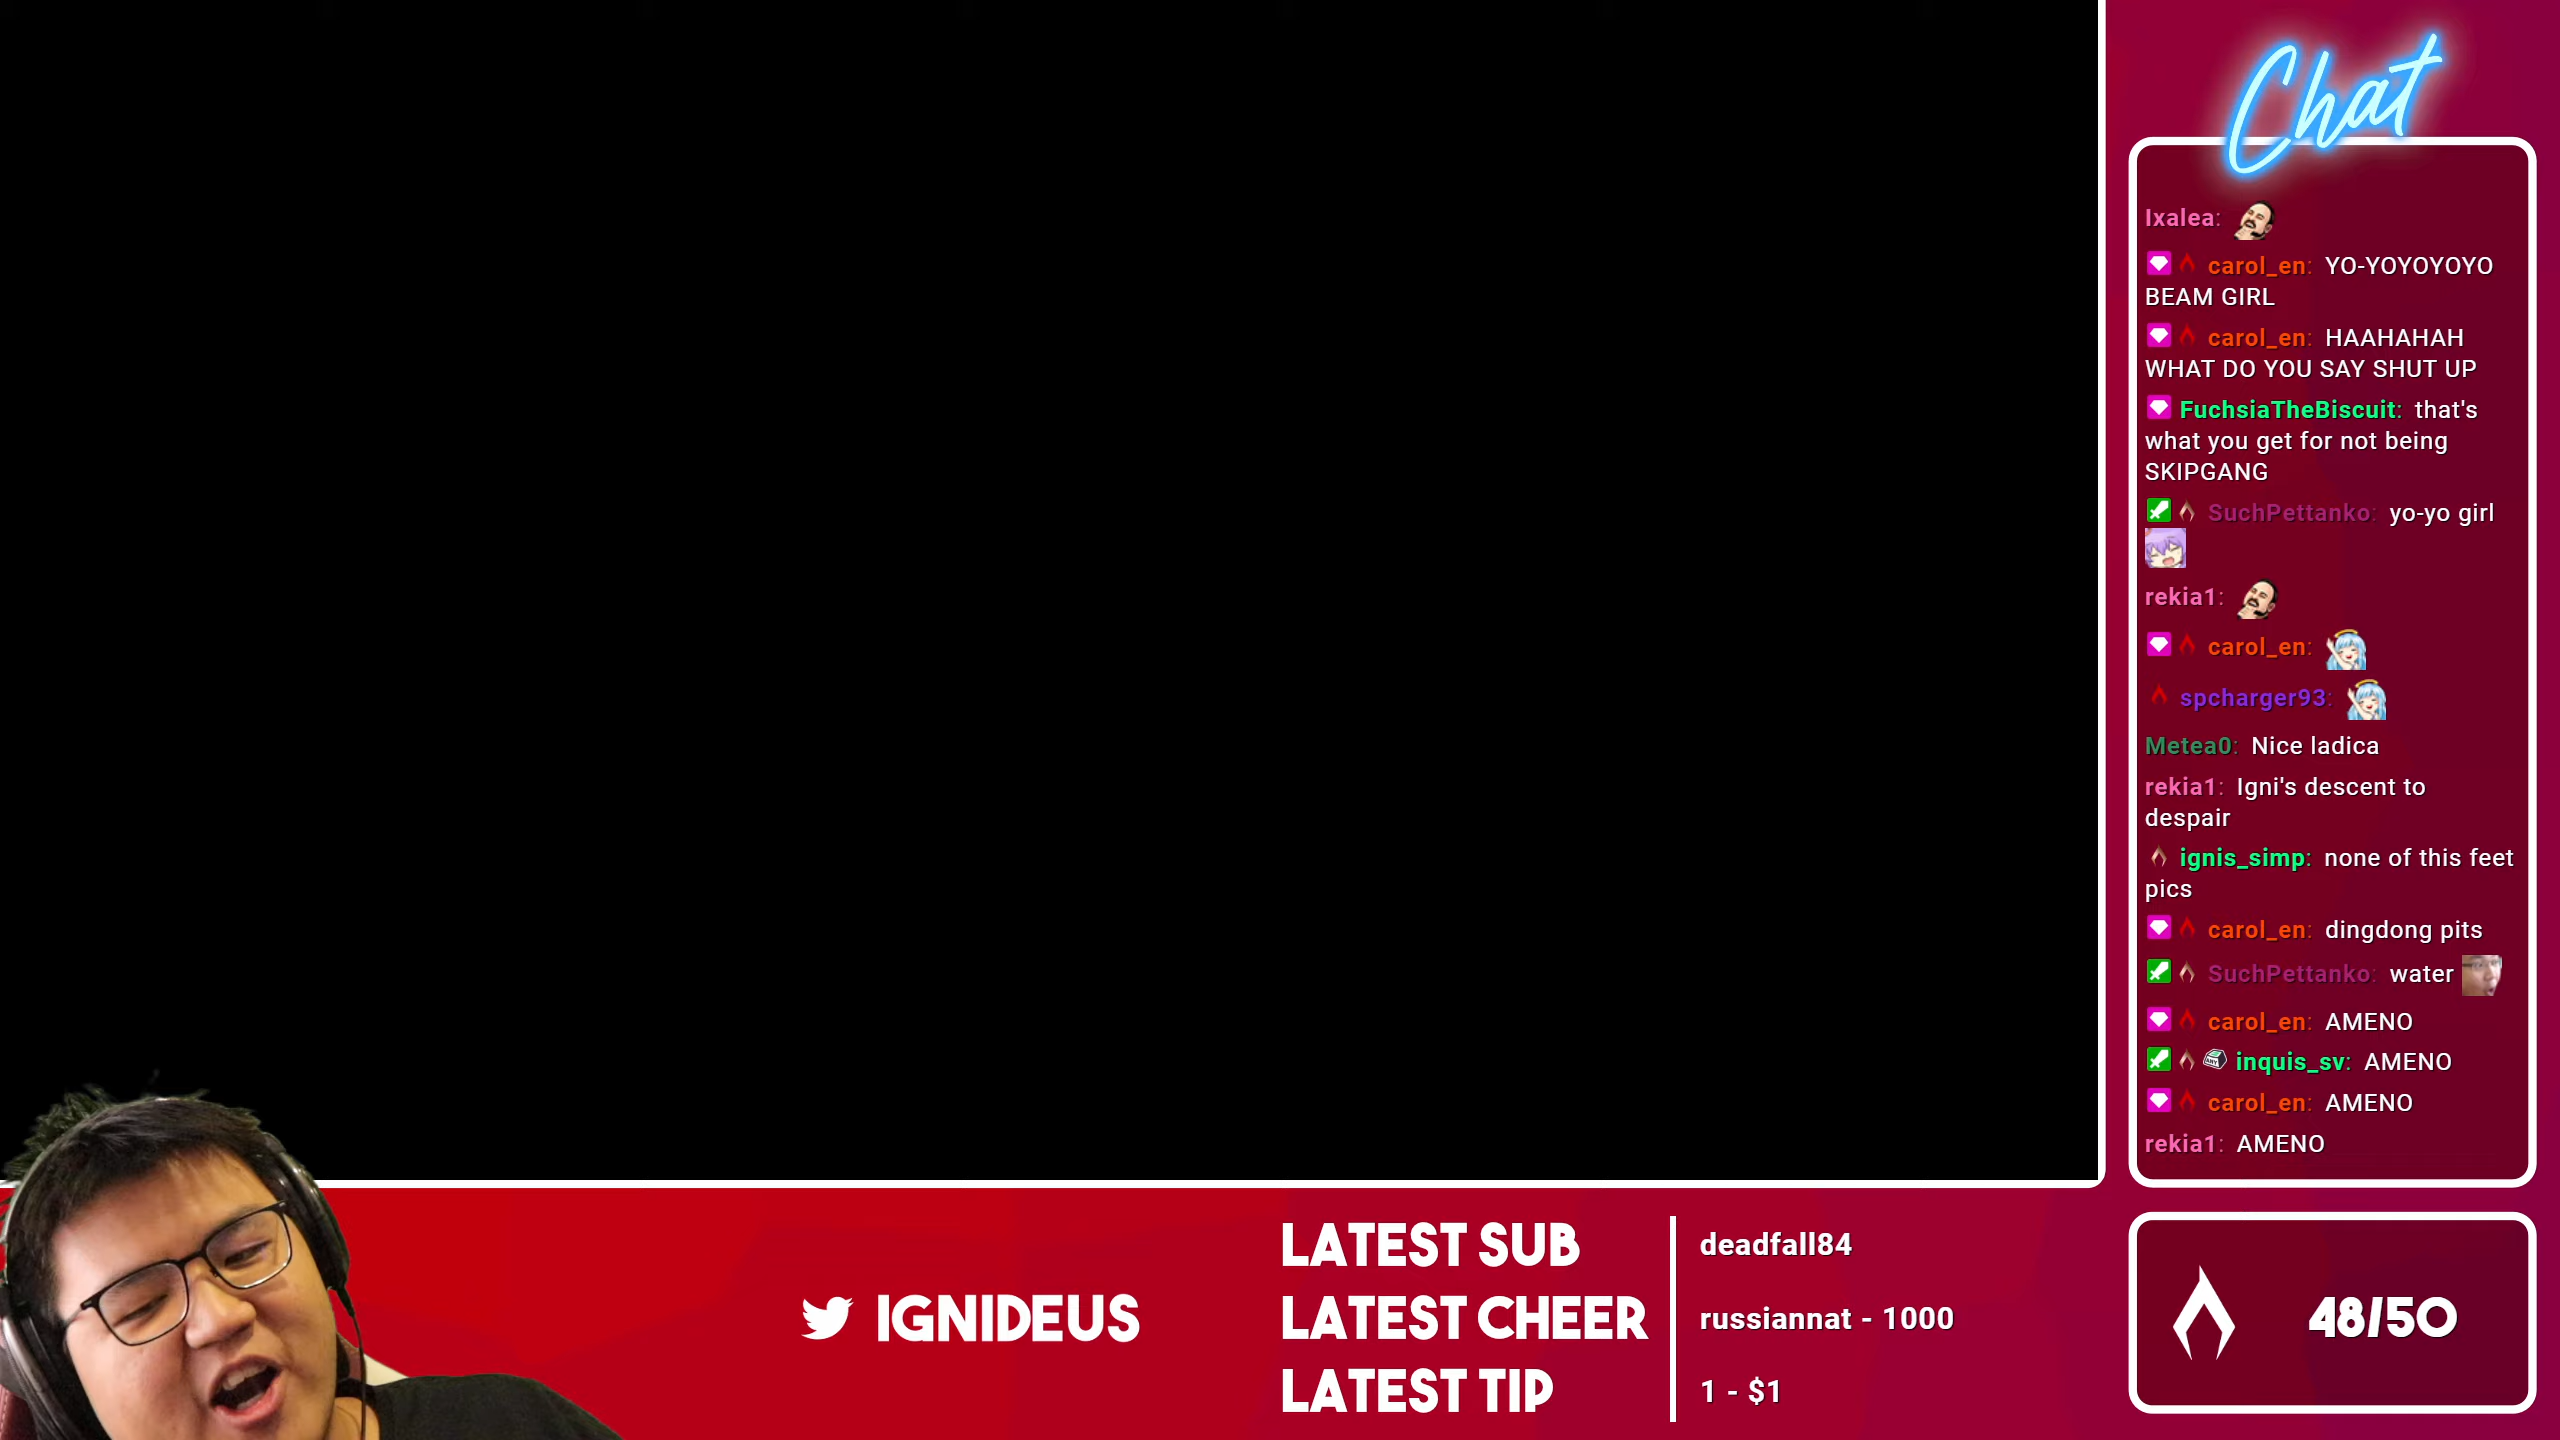 Chat
Ixalea:
carol_en: YO-YOYOYOYO
BEAM GIRL
carol_en: HAAHAHAH
WHAT DO YOU SAY SHUT UP
FuchsiaTheBiscuit: that's
what you get for not being
SKIPGANG
SuchPettanko: yo-yo girl
rekia1:
carol_en:
spcharger93:
Metea0: Nice ladica
rekia1: Igni's descent to
despair
ignis_simp: none of this feet
pics
carol_en: dingdong pits
SuchPettanko: water
carol_en: AMENO
inquis_sv: AMENO
carol_en: AMENO
rekia1: AMENO
IGNIDEUS
LATEST SUB
deadfall84
LATEST CHEER
russiannat - 1000
LATEST TIP
1 - $1
48/50